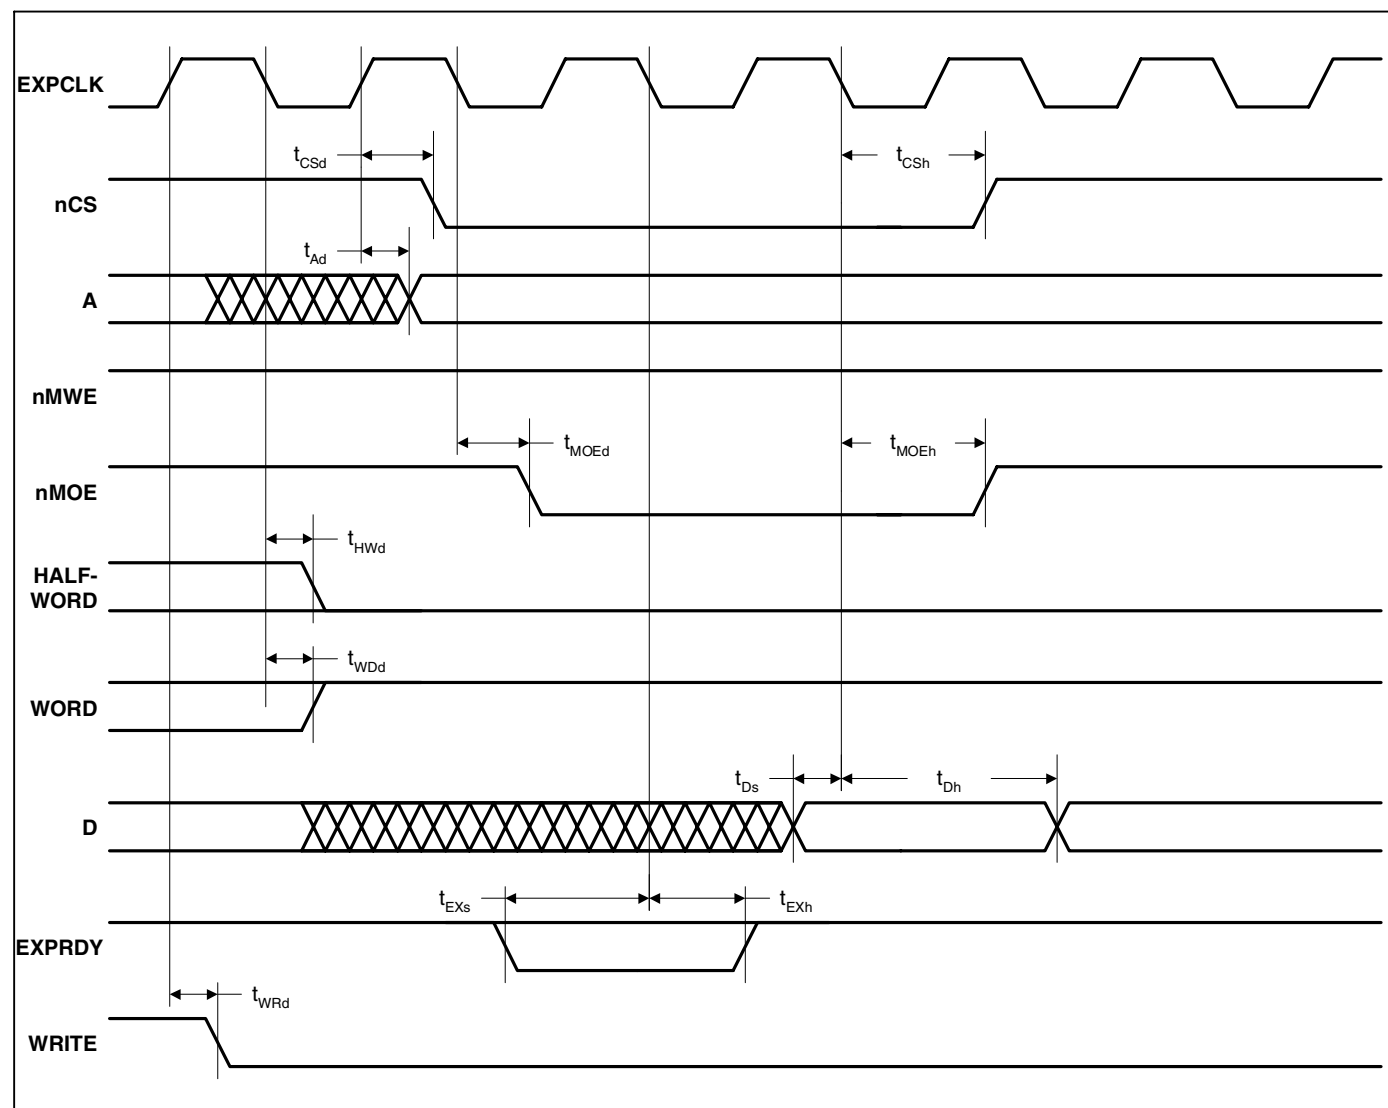 EXPCLK
tCSd
tCSh
nCS
tAd
A
nMWE
tMOEd
tMOEh
nMOE
tHWd
HALF-
WORD
tWDd
WORD
tDs
tDh
D
tEXs
tEXh
EXPRDY
tWRd
WRITE